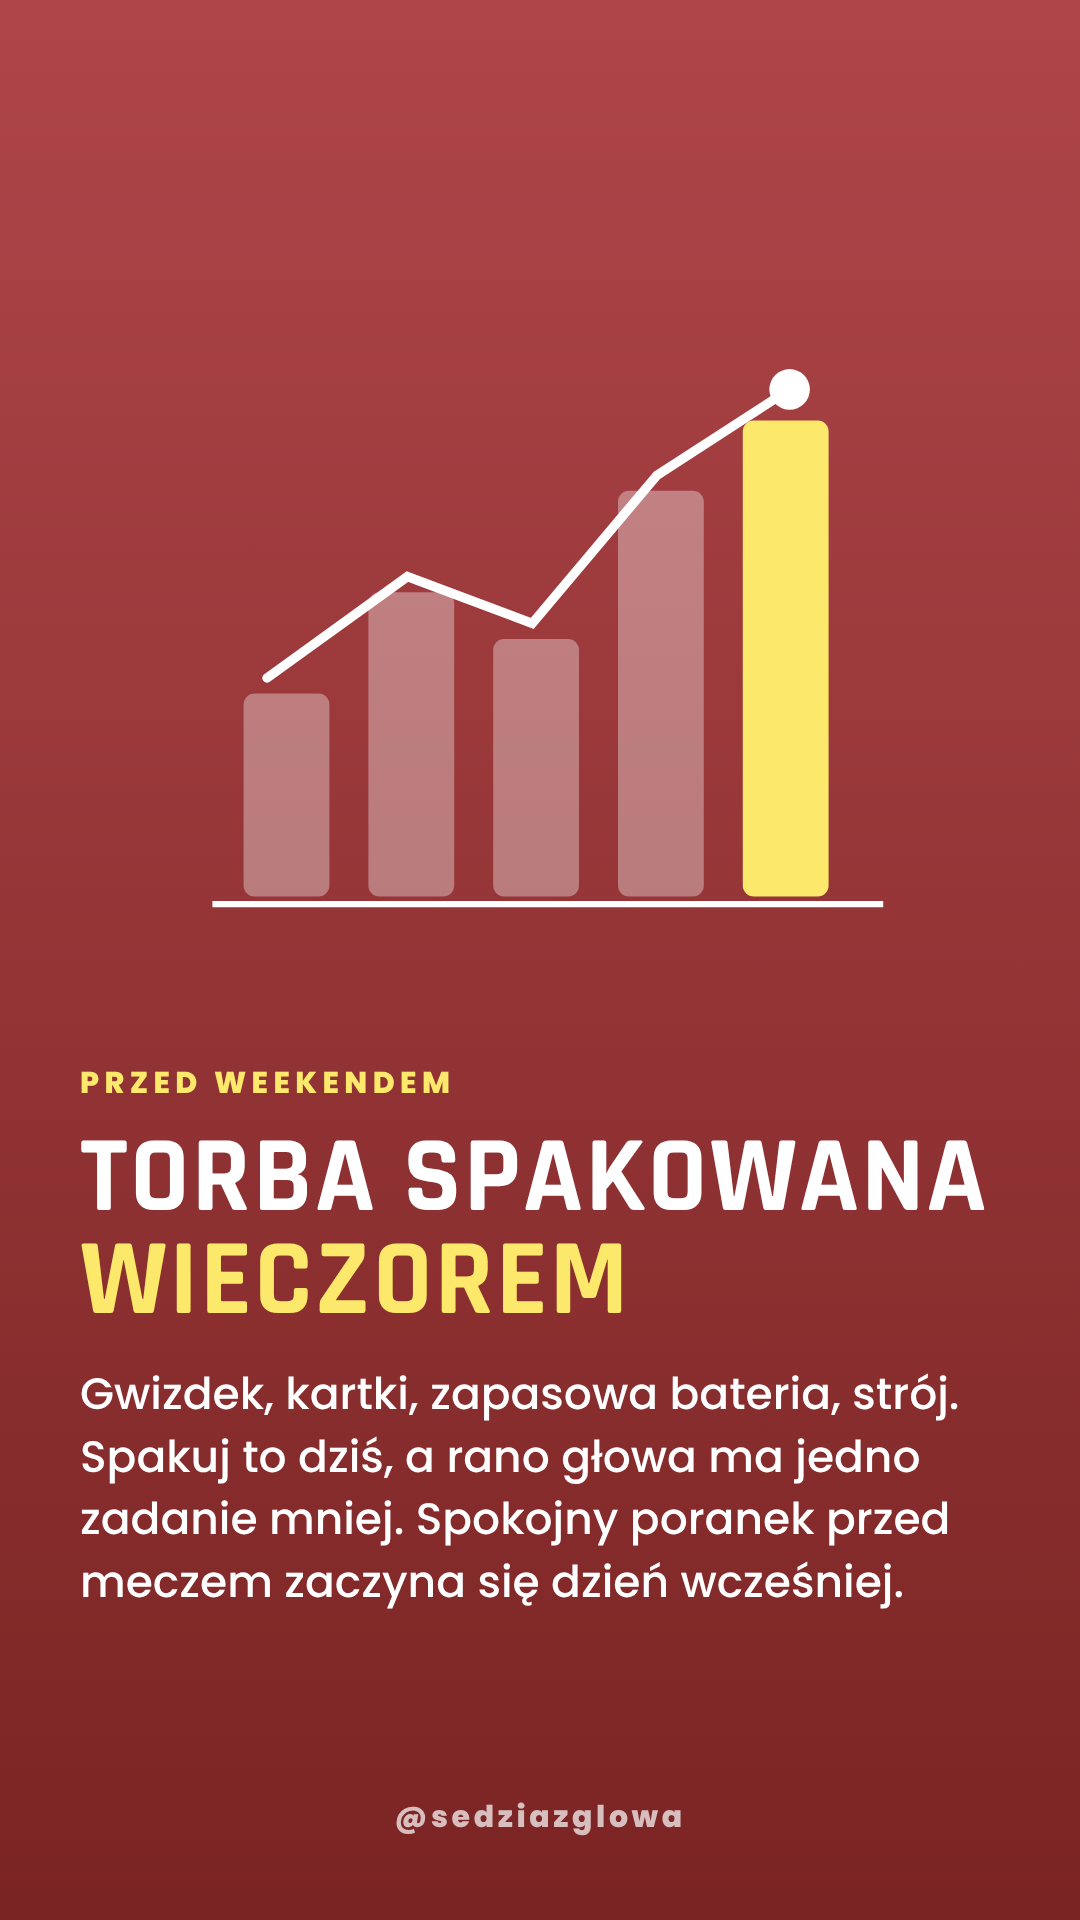 PRZED WEEKENDEM
TORBA SPAKOWANA
WIECZOREM
Gwizdek, kartki, zapasowa bateria, strój.
Spakuj to dziś, a rano głowa ma jedno
zadanie mniej. Spokojny poranek przed
meczem zaczyna się dzień wcześniej.
@sedziazglowa